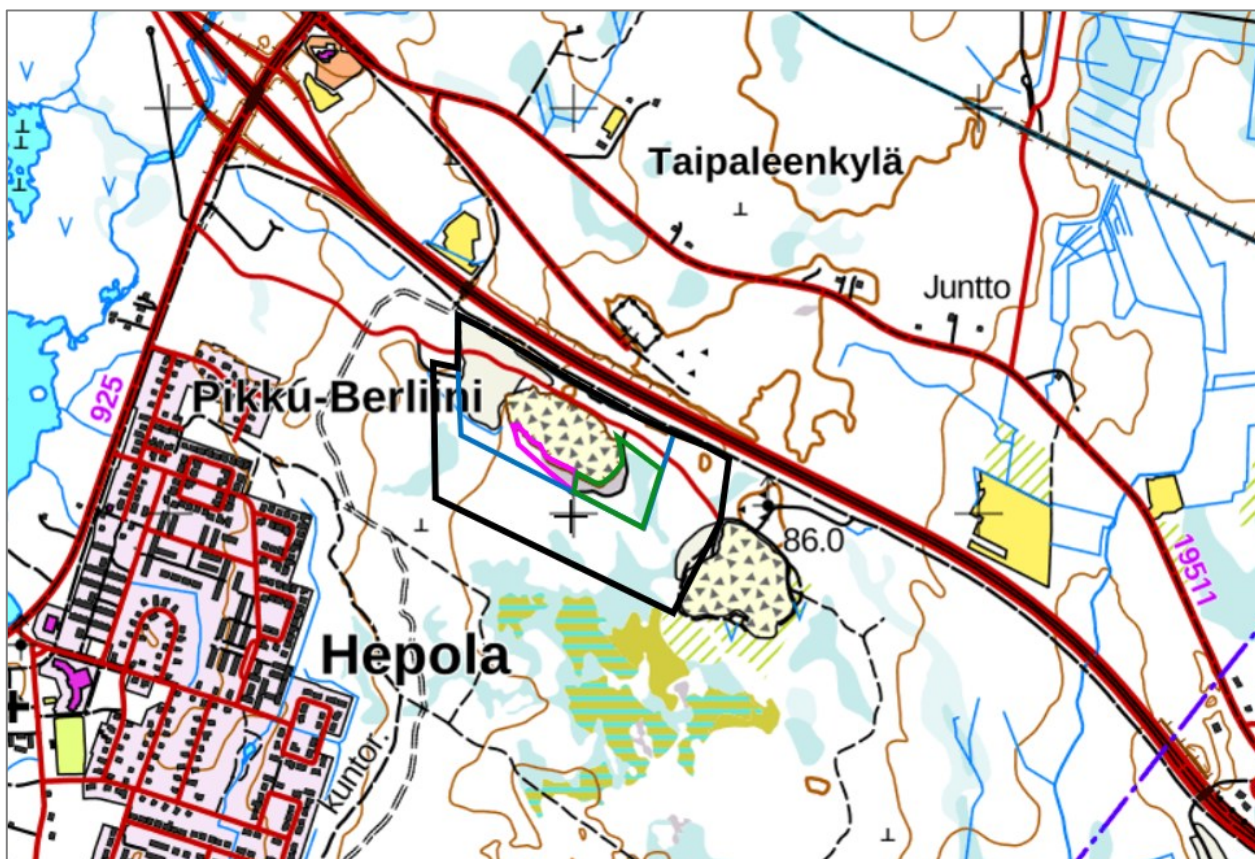 Taipaleenkylä
Juntto
925
Pikku-Berliini
86.0
19511
Hepola
kuntor.